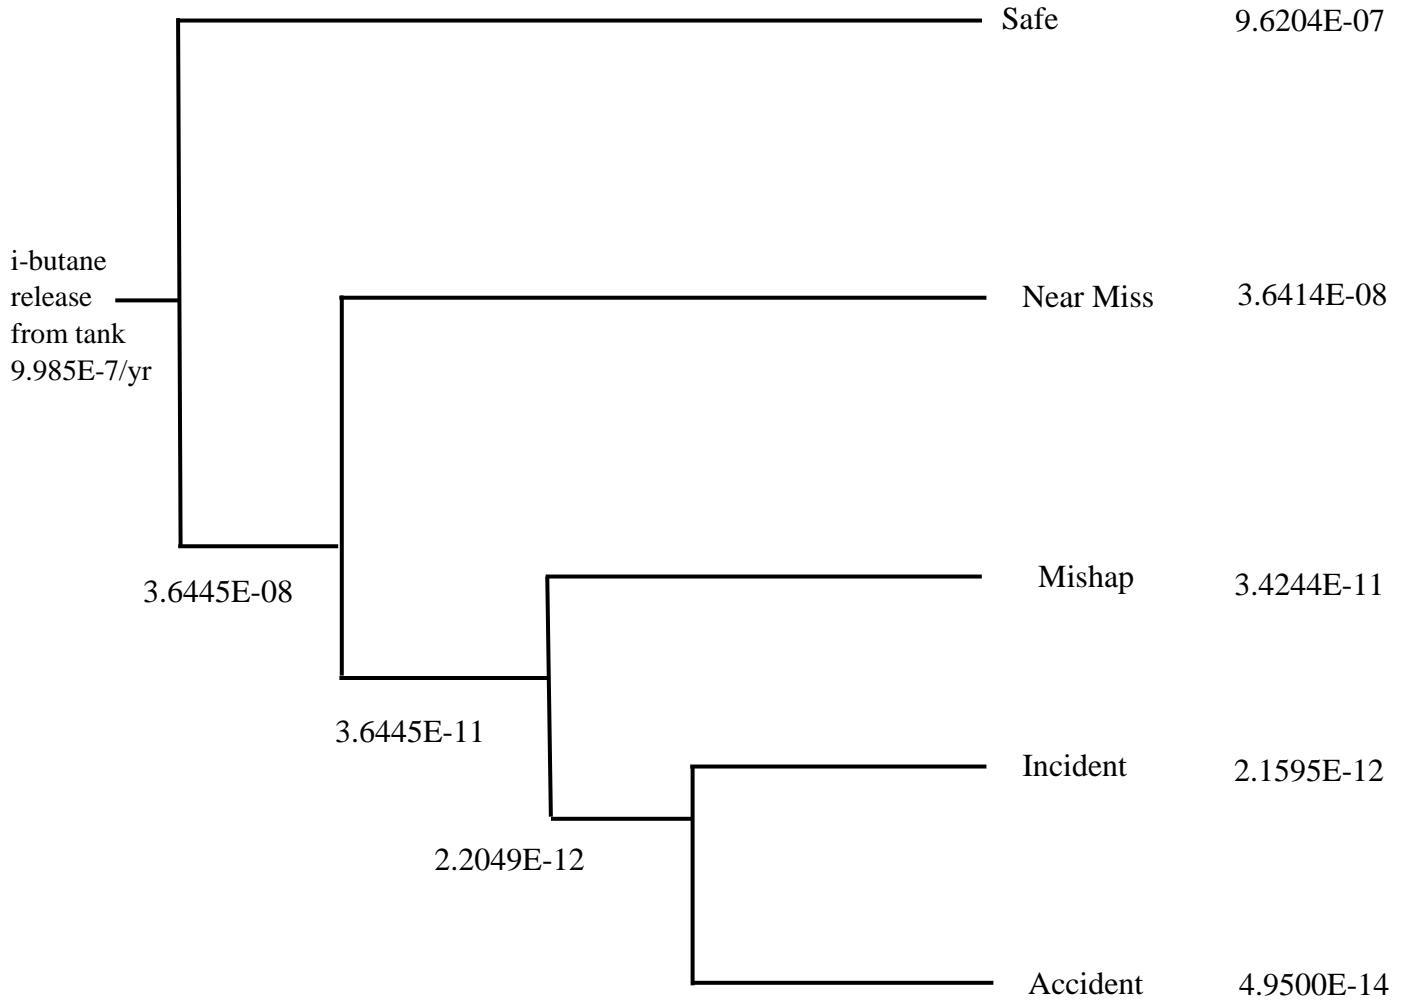 Safe 9.6204E-07
i-butane
release
from tank
9.985E-7/yr
Near Miss 3.6414E-08
3.6445E-08
Mishap 3.4244E-11
3.6445E-11
Incident 2.1595E-12
2.2049E-12
Accident 4.9500E-14